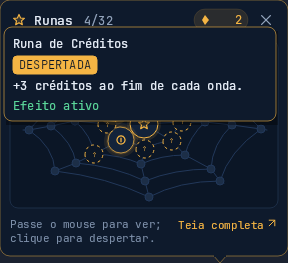 Runas 4/32 2
Runa de Créditos
DESPERTADA
+3 créditos ao fim de cada onda.
Efeito ativo
Passe o mouse para ver; Teia completa
clique para despertar.